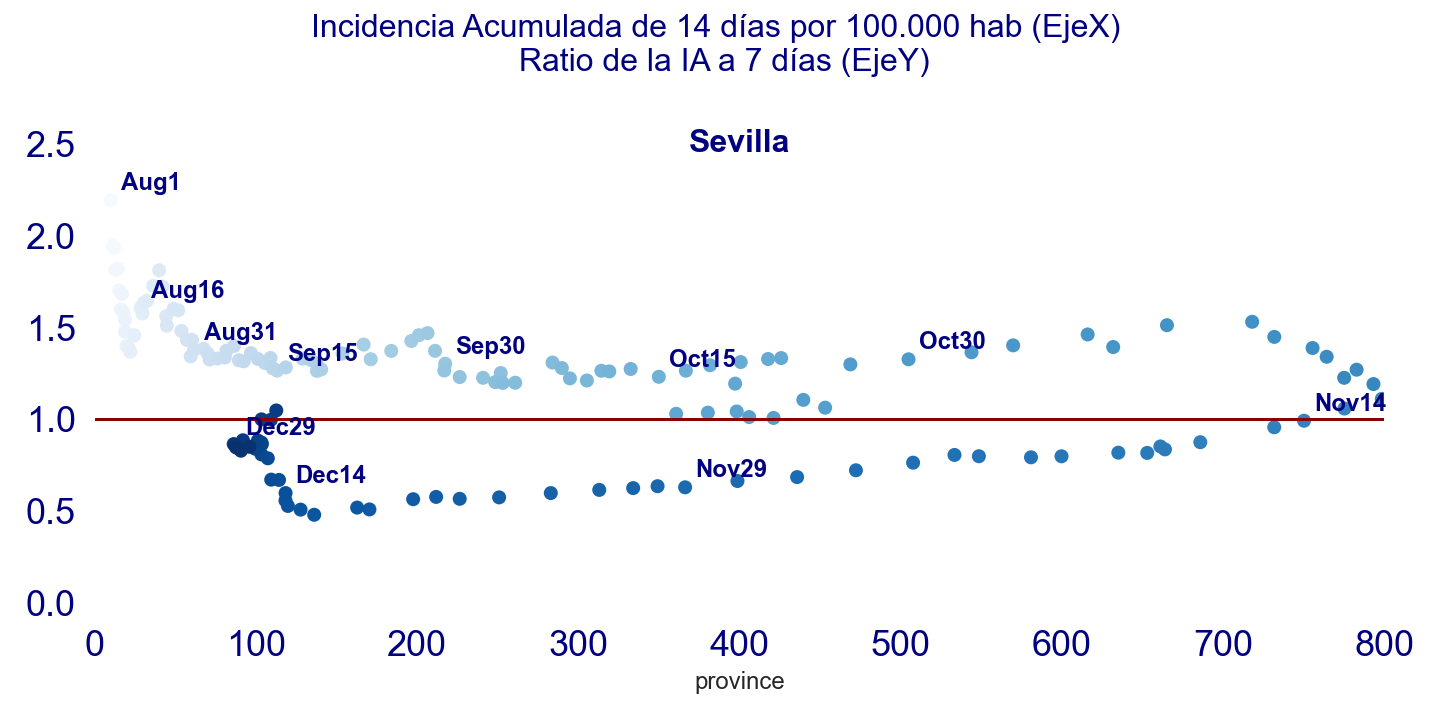 Incidencia Acumulada de 14 días por 100.000 hab (EjeX)
Ratio de la IA a 7 días (EjeY)
Sevilla
2.5
Aug1
2.0
Aug16
1.5
Aug31
Sep15
Sep30
Oct15
Oct30
Nov14
1.0
Dec29
Dec14
Nov29
0.5
0.0
0 100 200 300 400 500 600 700 800
province